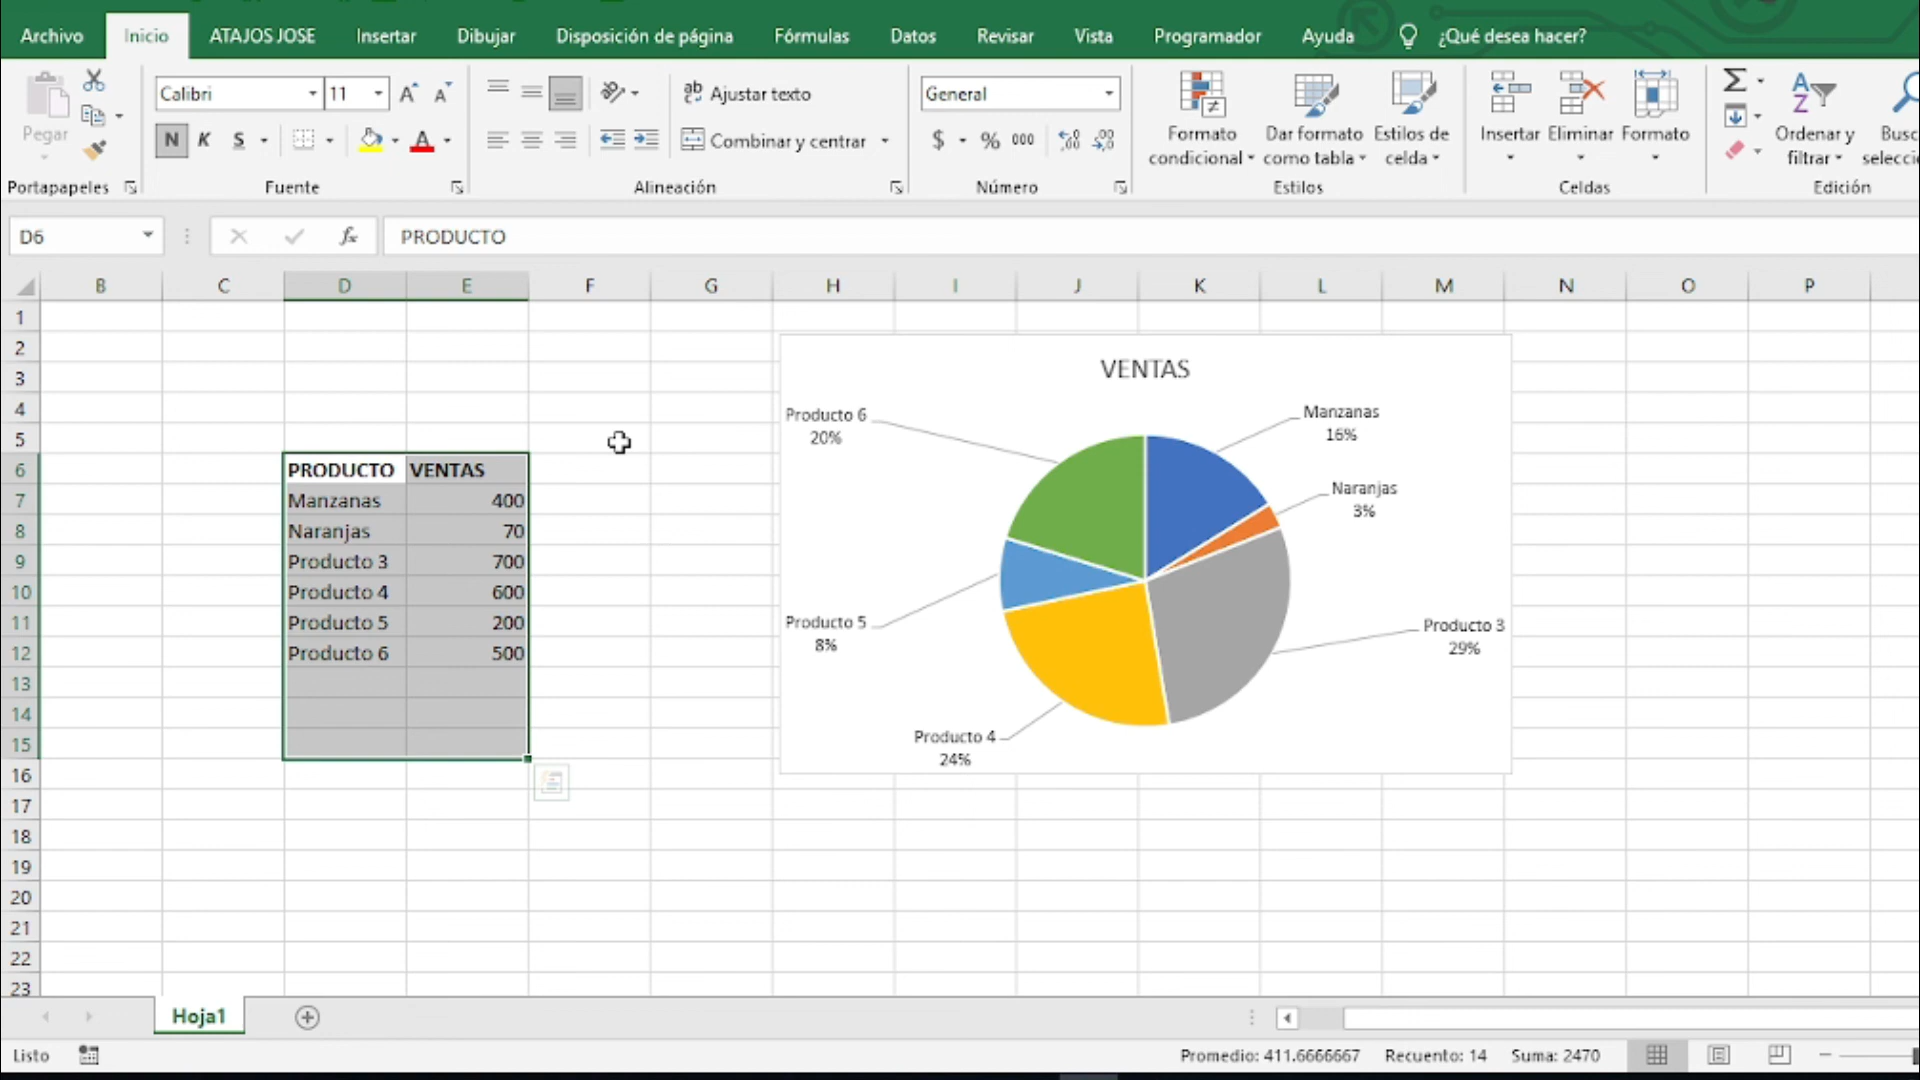 Archivo Inicio ATAJOS JOSE Insertar Dibujar Disposición de página Fórmulas Datos Revisar Vista Programador Ayuda ¿Qué desea hacer?
Pegar
Portapapeles
Calibri 11
N K S
Fuente
ab Ajustar texto
Combinar y centrar
Alineación
General
$ % 000
Número
Formato condicional
Dar formato como tabla
Estilos de celda
Estilos
Insertar Eliminar Formato
Celdas
Ordenar y filtrar
Edición
D6 fx PRODUCTO
B C D E F G H I J K L M N O P
1
2
3
4
5
6 PRODUCTO VENTAS
7 Manzanas 400
8 Naranjas 70
9 Producto 3 700
10 Producto 4 600
11 Producto 5 200
12 Producto 6 500
13
14
15
16
17
18
19
20
21
22
23
VENTAS
Producto 6
20%
Manzanas
16%
Naranjas
3%
Producto 5
8%
Producto 3
29%
Producto 4
24%
Hoja1
Listo
Promedio: 411.6666667 Recuento: 14 Suma: 2470